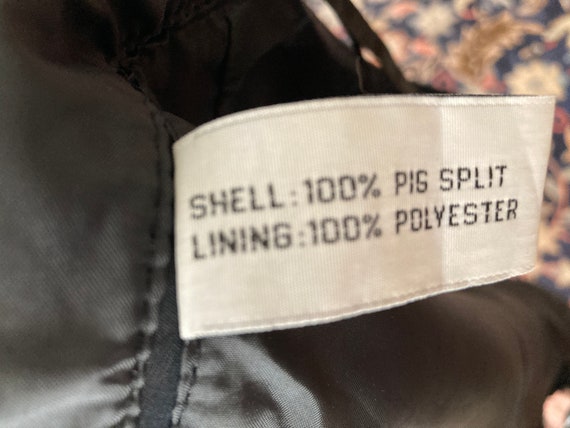 SHELL:100% PIG SPLIT
LINING:100% POLYESTER